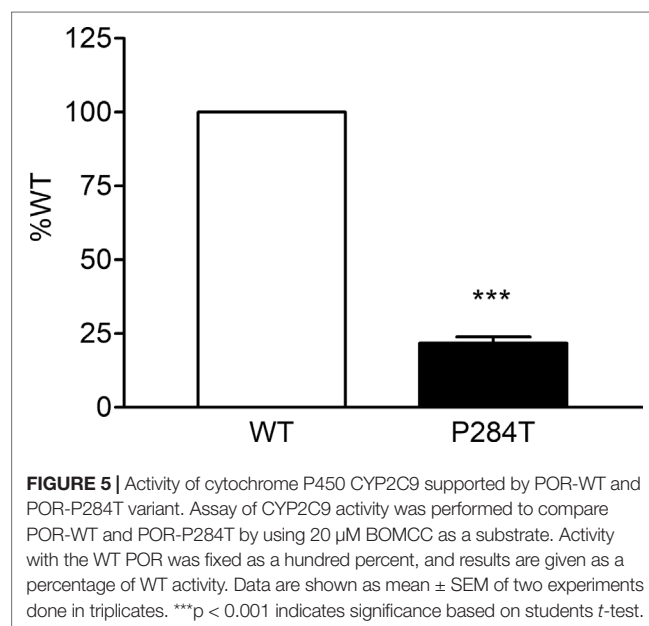 125
100
75
50
25
0
%WT
***
WT
P284T
FIGURE 5 | Activity of cytochrome P450 CYP2C9 supported by POR-WT and
POR-P284T variant. Assay of CYP2C9 activity was performed to compare
POR-WT and POR-P284T by using 20 µM BOMCC as a substrate. Activity
with the WT POR was fixed as a hundred percent, and results are given as a
percentage of WT activity. Data are shown as mean ± SEM of two experiments
done in triplicates. ***p < 0.001 indicates significance based on students t-test.